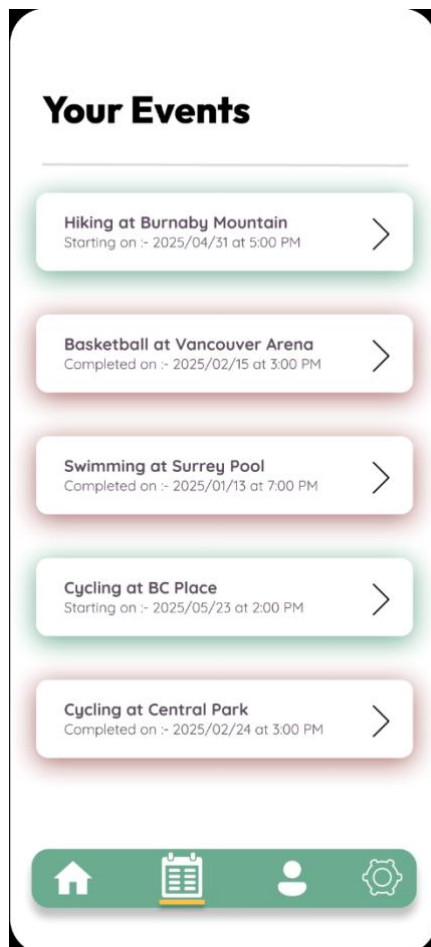 Your Events
Hiking at Burnaby Mountain
Starting on :- 2025/04/31 at 5:00 PM
Basketball at Vancouver Arena
Completed on :- 2025/02/15 at 3:00 PM
Swimming at Surrey Pool
Completed on :- 2025/01/13 at 7:00 PM
Cycling at BC Place
Starting on :- 2025/05/23 at 2:00 PM
Cycling at Central Park
Completed on :- 2025/02/24 at 3:00 PM